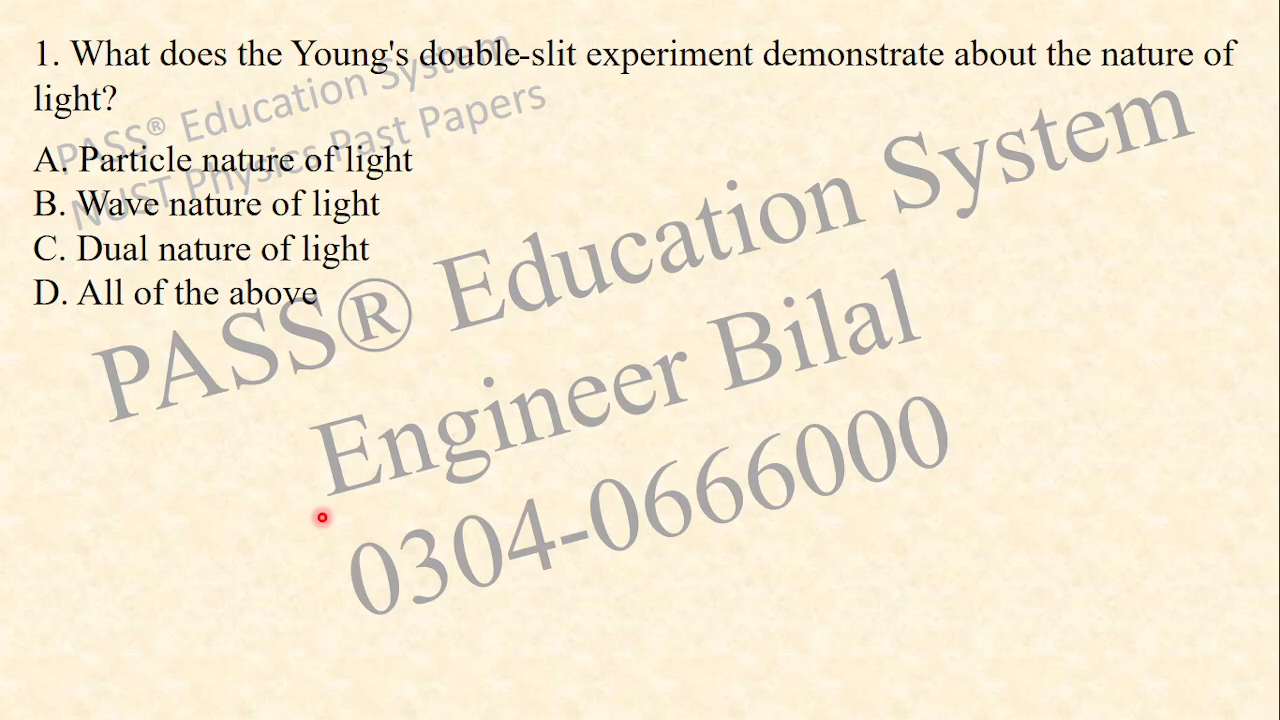 1. What does the Young's double-slit experiment demonstrate about the nature of
light?
PASS® Education System
NUST Physics Past Papers
A. Particle nature of light
B. Wave nature of light
C. Dual nature of light
D. All of the above
PASS® Education System
Engineer Bilal
0304-0666000